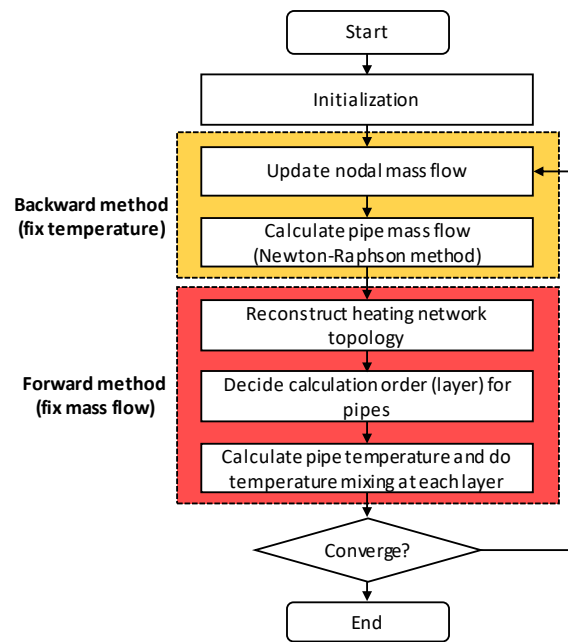 Start
Initialization
Backward method
(fix temperature)
Update nodal mass flow
Calculate pipe mass flow
(Newton-Raphson method)
Forward method
(fix mass flow)
Reconstruct heating network
topology
Decide calculation order (layer) for
pipes
Calculate pipe temperature and do
temperature mixing at each layer
Converge?
End